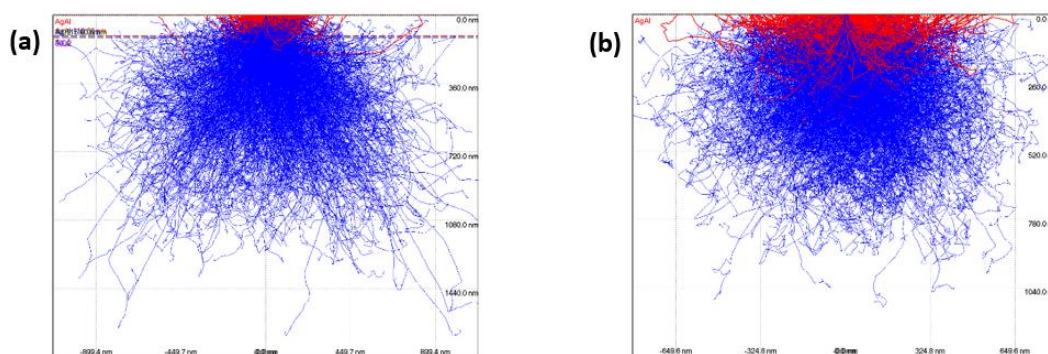 (a)
AgAl
0.0 nm
360.0 nm
720.0 nm
1080.0 nm
1440.0 nm
-899.4 nm
-449.7 nm
449.7 nm
899.4 nm
(b)
AgAl
0.0
260.0
520.0
780.0
1040.0
-649.6 nm
-324.8 nm
324.8 nm
649.6 nm